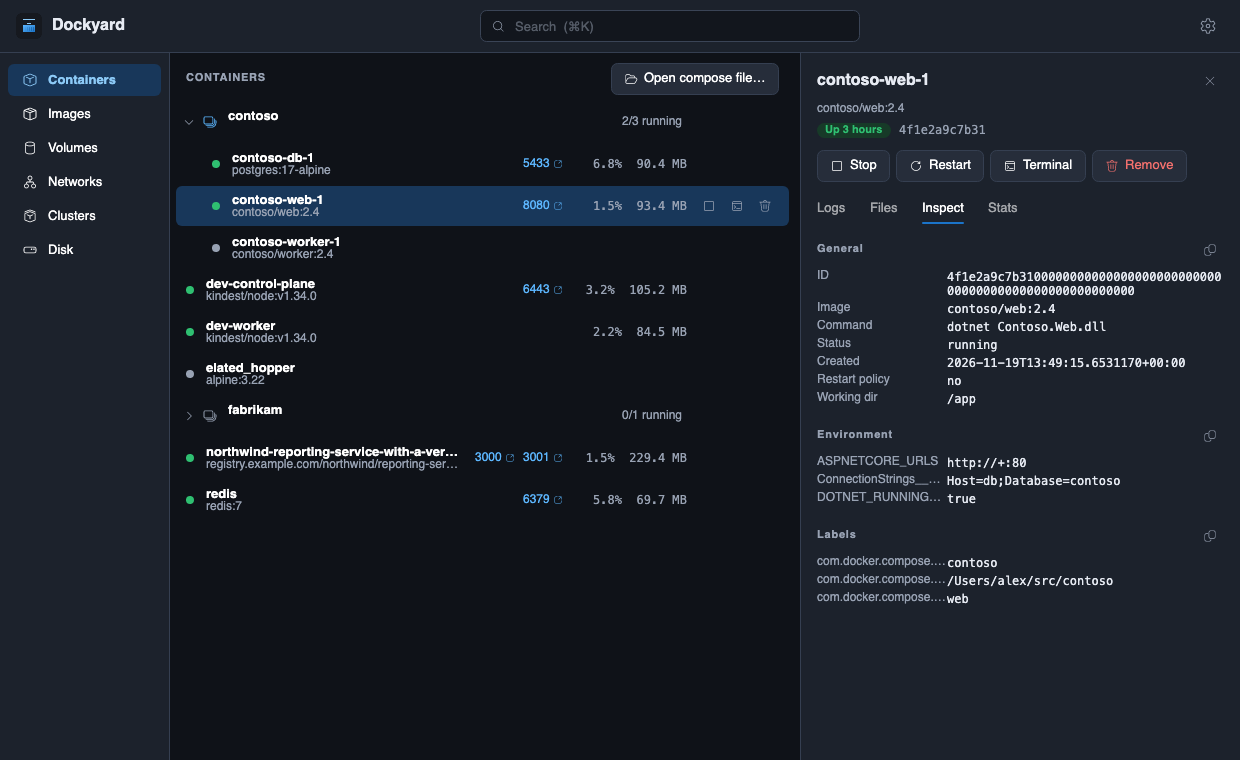 Dockyard
Search (⌘K)
Containers
Images
Volumes
Networks
Clusters
Disk
CONTAINERS
Open compose file...
contoso
2/3 running
contoso-db-1
postgres:17-alpine
5433 6.8% 90.4 MB
contoso-web-1
contoso/web:2.4
8080 1.5% 93.4 MB
contoso-worker-1
contoso/worker:2.4
dev-control-plane
kindest/node:v1.34.0
6443 3.2% 105.2 MB
dev-worker
kindest/node:v1.34.0
2.2% 84.5 MB
elated_hopper
alpine:3.22
fabrikam
0/1 running
northwind-reporting-service-with-a-ver...
registry.example.com/northwind/reporting-ser...
3000 3001 1.5% 229.4 MB
redis
redis:7
6379 5.8% 69.7 MB
contoso-web-1
contoso/web:2.4
Up 3 hours 4f1e2a9c7b31
Stop Restart Terminal Remove
Logs Files Inspect Stats
General
ID 4f1e2a9c7b31000000000000000000000000000
00000000000000000000000000
Image contoso/web:2.4
Command dotnet Contoso.Web.dll
Status running
Created 2026-11-19T13:49:15.6531170+00:00
Restart policy no
Working dir /app
Environment
ASPNETCORE_URLS http://+:80
ConnectionStrings__... Host=db;Database=contoso
DOTNET_RUNNING... true
Labels
com.docker.compose.... contoso
com.docker.compose.... /Users/alex/src/contoso
com.docker.compose.... web